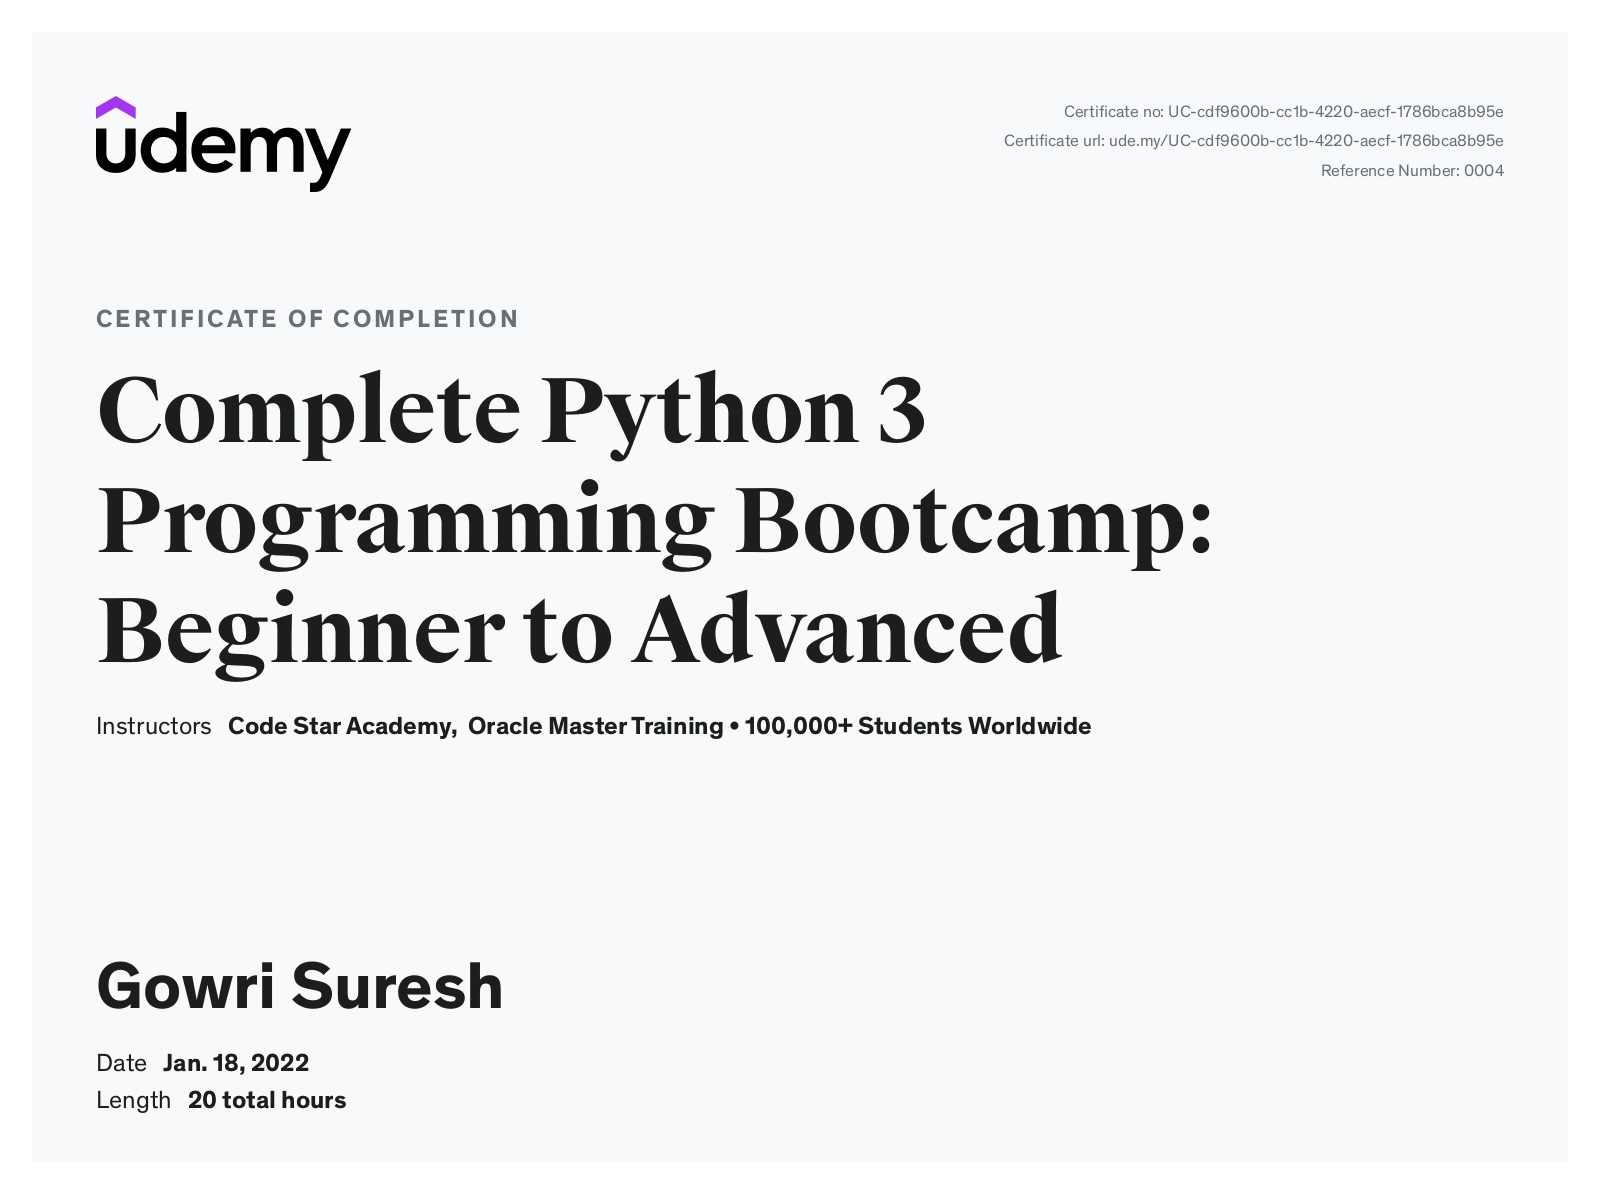 udemy
Certificate no: UC-cdf9600b-cc1b-4220-aecf-1786bca8b95e
Certificate url: ude.my/UC-cdf9600b-cc1b-4220-aecf-1786bca8b95e
Reference Number: 0004
CERTIFICATE OF COMPLETION
Complete Python 3
Programming Bootcamp:
Beginner to Advanced
Instructors Code Star Academy, Oracle Master Training • 100,000+ Students Worldwide
Gowri Suresh
Date Jan. 18, 2022
Length 20 total hours